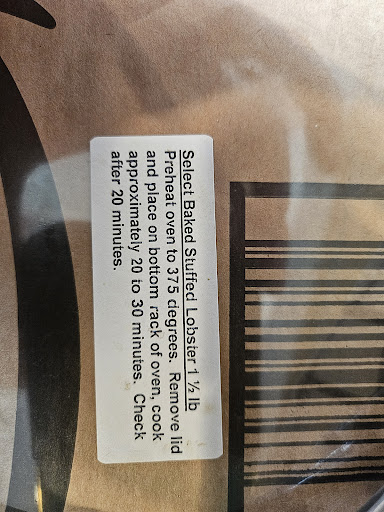 Select Baked Stuffed Lobster 1 ½ lb
Preheat oven to 375 degrees.  Remove lid
and place on bottom rack of oven, cook
approximately 20 to 30 minutes.  Check
after 20 minutes.